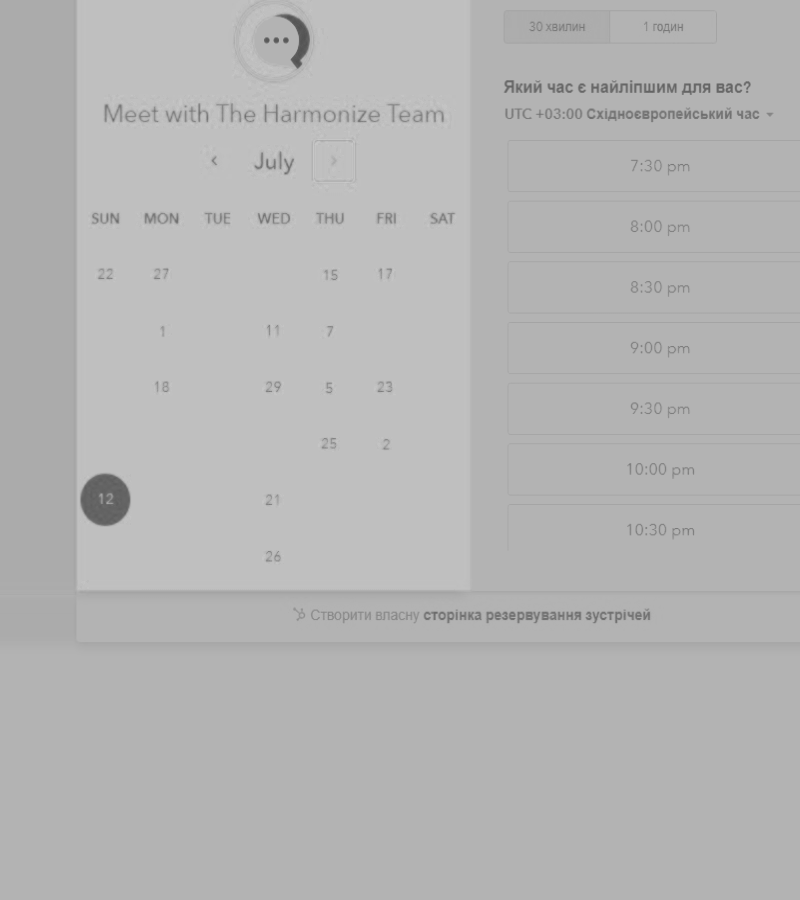 Meet with The Harmonize Team
July
SUN MON TUE WED THU FRI SAT
22 27 15 17
1 11 7
18 29 5 23
25 2
12 21
26
30 хвилин 1 годин
Який час є найліпшим для вас?
UTC +03:00 Східноєвропейський час
7:30 pm
8:00 pm
8:30 pm
9:00 pm
9:30 pm
10:00 pm
10:30 pm
Створити власну сторінка резервування зустрічей